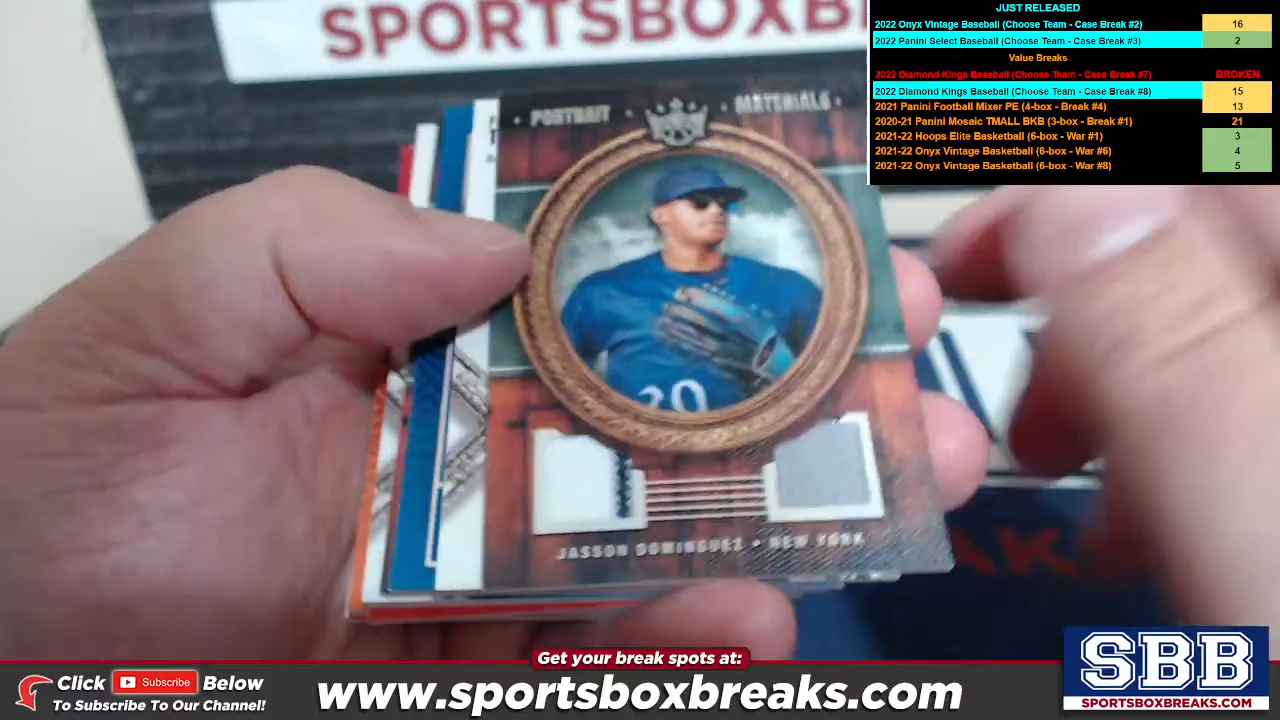 SPORTSBOXB
JUST RELEASED
2022 Onyx Vintage Baseball (Choose Team - Case Break #2) 16
2022 Panini Select Baseball (Choose Team - Case Break #3) 2
Value Breaks
2022 Diamond Kings Baseball (Choose Team - Case Break #7) BROKEN
2022 Diamond Kings Baseball (Choose Team - Case Break #8) 15
2021 Panini Football Mixer PE (4-box - Break #4) 13
2020-21 Panini Mosaic TMALL BKB (3-box - Break #1) 21
2021-22 Hoops Elite Basketball (6-box - War #1) 3
2021-22 Onyx Vintage Basketball (6-box - War #6) 4
2021-22 Onyx Vintage Basketball (6-box - War #8) 5
PORTRAIT MATERIALS
30
JASSON DOMINGUEZ • NEW YORK
Get your break spots at:
Click Subscribe Below
To Subscribe To Our Channel!
www.sportsboxbreaks.com
SBB
SPORTSBOXBREAKS.COM